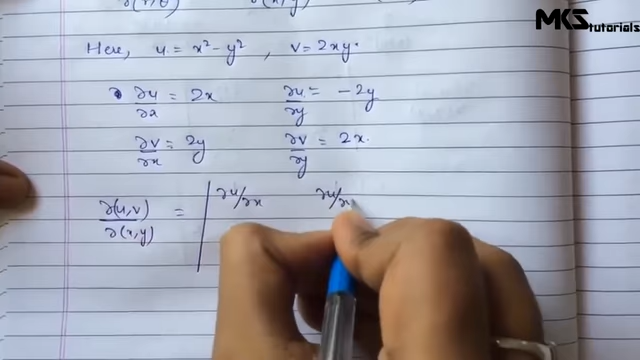 MKS
tutorials
∂(x,y)
Here, u = x² - y² , v = 2xy.
∂u/∂x = 2x ∂u/∂y = - 2y
∂v/∂x = 2y ∂v/∂y = 2x.
∂(u,v)/∂(x,y) = | ∂u/∂x ∂u/∂x